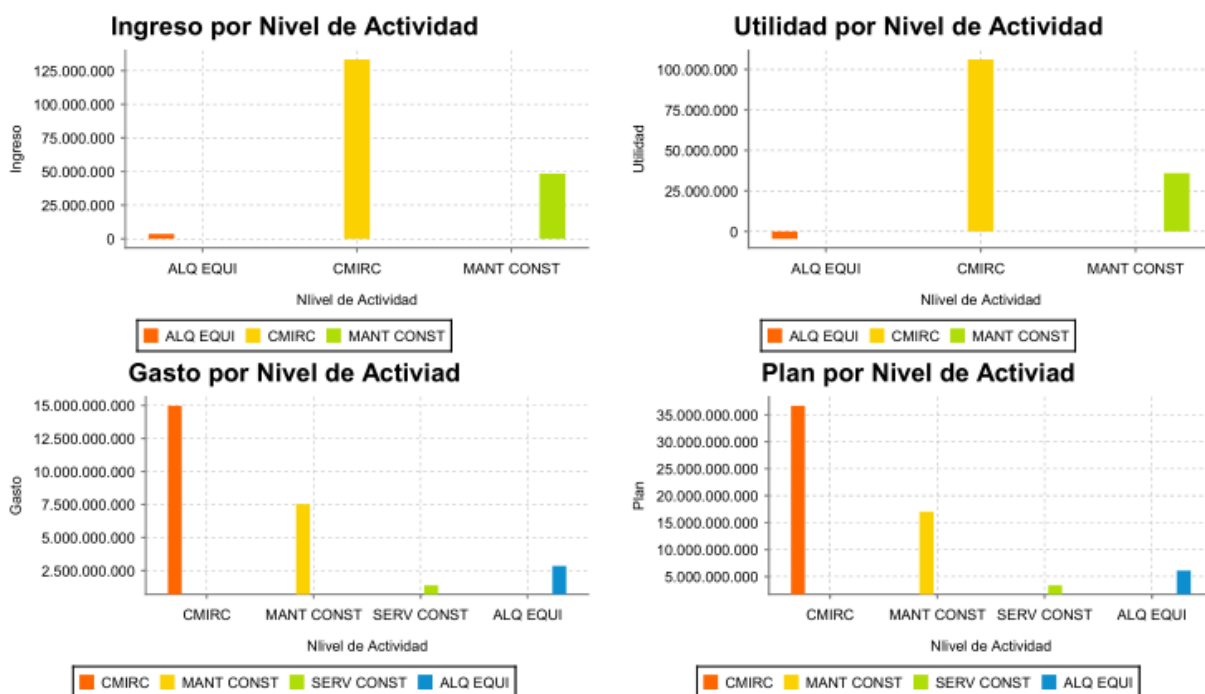 Ingreso por Nivel de Actividad
125.000.000
100.000.000
75.000.000
50.000.000
25.000.000
0
Ingreso
ALQ EQUI CMIRC MANT CONST
Nlivel de Actividad
ALQ EQUI CMIRC MANT CONST
Utilidad por Nivel de Actividad
100.000.000
75.000.000
50.000.000
25.000.000
0
Utilidad
ALQ EQUI CMIRC MANT CONST
Nlivel de Actividad
ALQ EQUI CMIRC MANT CONST
Gasto por Nivel de Activiad
15.000.000.000
12.500.000.000
10.000.000.000
7.500.000.000
5.000.000.000
2.500.000.000
Gasto
CMIRC MANT CONST SERV CONST ALQ EQUI
Nlivel de Actividad
CMIRC MANT CONST SERV CONST ALQ EQUI
Plan por Nivel de Activiad
35.000.000.000
30.000.000.000
25.000.000.000
20.000.000.000
15.000.000.000
10.000.000.000
5.000.000.000
Plan
CMIRC MANT CONST SERV CONST ALQ EQUI
Nlivel de Actividad
CMIRC MANT CONST SERV CONST ALQ EQUI